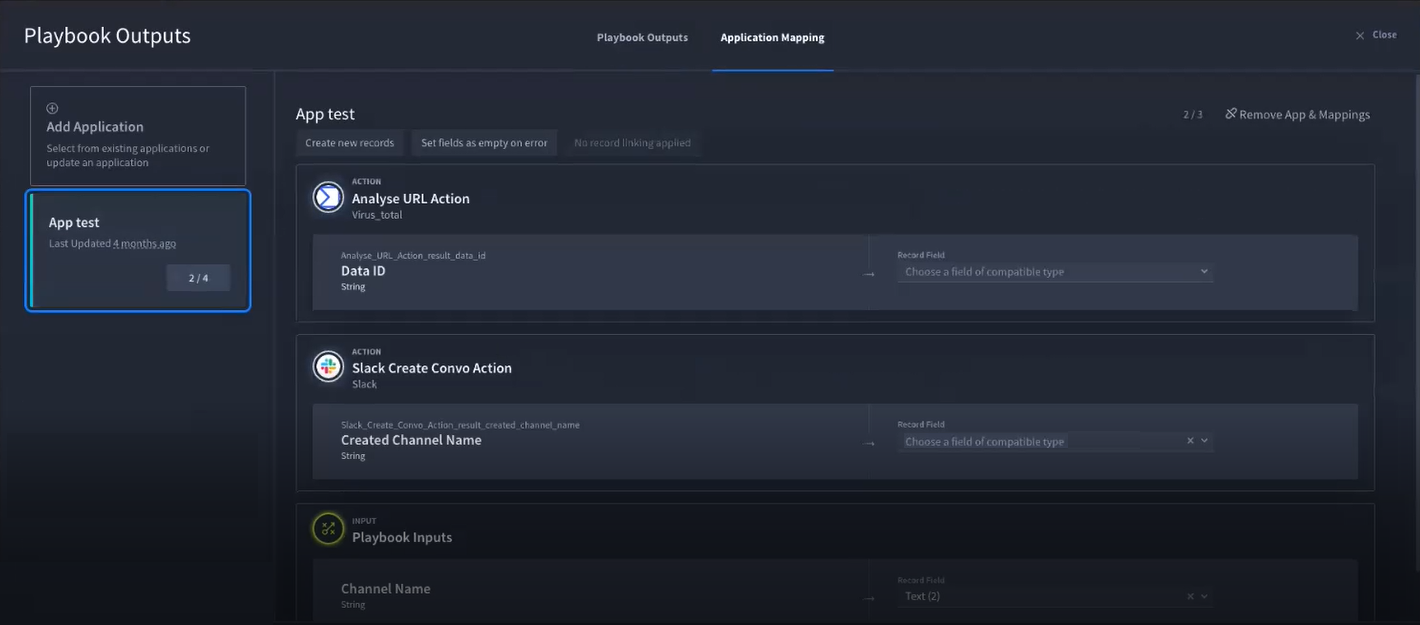 Playbook Outputs
Playbook Outputs
Application Mapping
Close
Add Application
Select from existing applications or
update an application
App test
Last Updated 4 months ago
2 / 4
App test
2 / 3
Remove App & Mappings
Create new records
Set fields as empty on error
No record linking applied
ACTION
Analyse URL Action
Virus_total
Analyse_URL_Action_result_data_id
Data ID
String
Record Field
Choose a field of compatible type
ACTION
Slack Create Convo Action
Slack
Slack_Create_Convo_Action_result_created_channel_name
Created Channel Name
String
Record Field
Choose a field of compatible type
INPUT
Playbook Inputs
Channel Name
String
Record Field
Text (2)